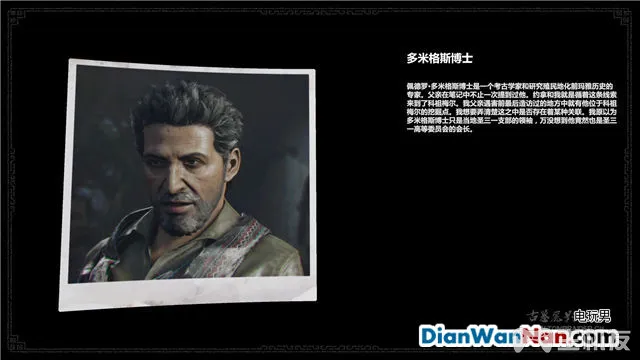 多米格斯博士
佩德罗·多米格斯博士是一个考古学家和研究殖民地化前玛雅历史的
专家。父亲在笔记中不止一次提到过他。约拿和我就是循着这条线索
来到了科祖梅尔。我父亲遇害前最后造访过的地方中就有他位于科祖
梅尔的挖掘点。我想要弄清楚这之中是否存在着某种关联。我原以为
多米格斯博士只是当地圣三一支部的领袖，万没想到他竟然也是圣三
一高等委员会的会长。
电玩男
DianWanNan.com